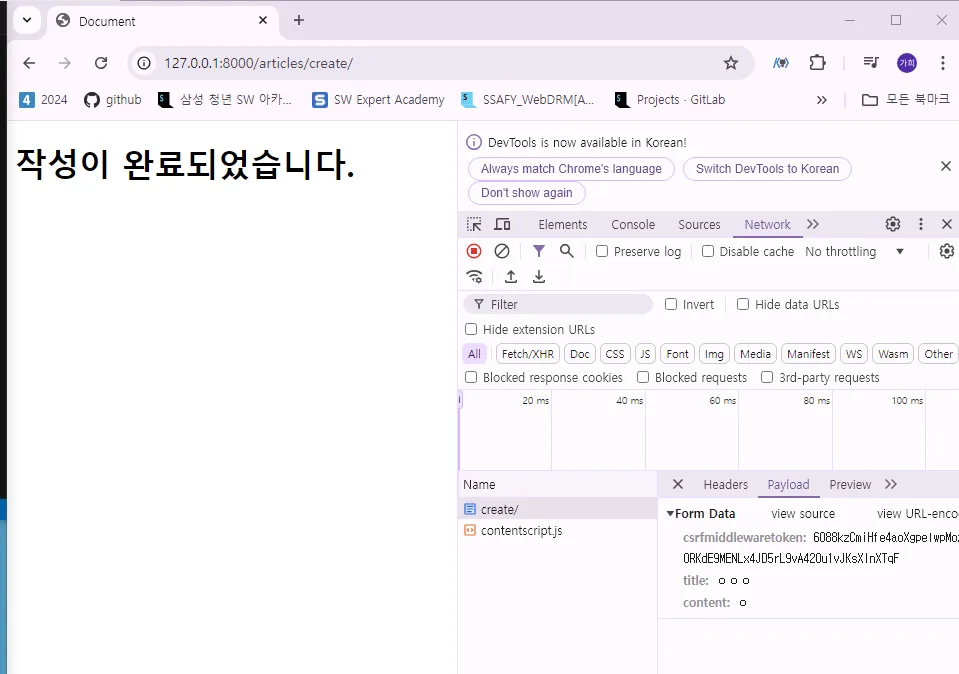 Document
127.0.0.1:8000/articles/create/
가희
2024 github 삼성 청년 SW 아카... SW Expert Academy SSAFY_WebDRM[A... Projects · GitLab 모든 북마크
작성이 완료되었습니다.
DevTools is now available in Korean!
Always match Chrome's language Switch DevTools to Korean
Don't show again
Elements Console Sources Network
Preserve log Disable cache No throttling
Filter Invert Hide data URLs
Hide extension URLs
All Fetch/XHR Doc CSS JS Font Img Media Manifest WS Wasm Other
Blocked response cookies Blocked requests 3rd-party requests
20 ms 40 ms 60 ms 80 ms 100 ms
Name Headers Payload Preview
create/
contentscript.js
Form Data view source view URL-enco
csrfmiddlewaretoken:
title: ㅇㅇㅇ
content: ㅇ